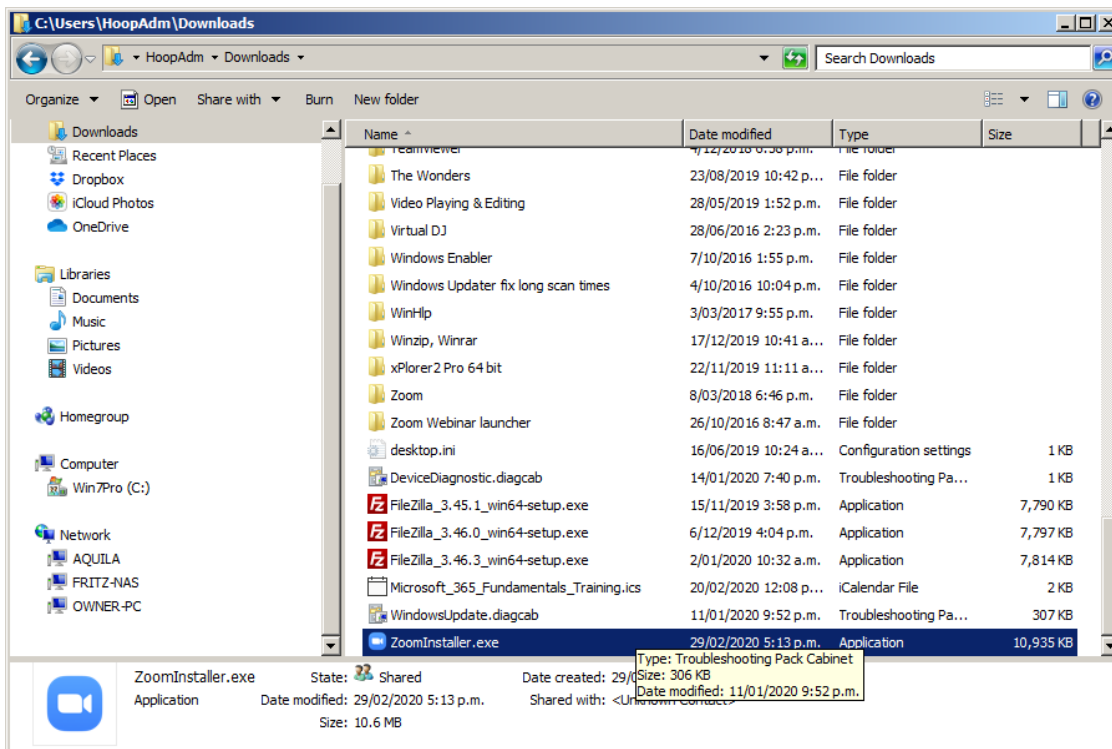 C:\Users\HoopAdm\Downloads
HoopAdm Downloads Search Downloads
Organize Open Share with Burn New folder
Downloads
Recent Places
Dropbox
iCloud Photos
OneDrive
Libraries
Documents
Music
Pictures
Videos
Homegroup
Computer
Win7Pro (C:)
Network
AQUILA
FRITZ-NAS
OWNER-PC
Name Date modified Type Size
TeamViewer 4/12/2018 6:58 p.m. File folder
The Wonders 23/08/2019 10:42 p... File folder
Video Playing & Editing 28/05/2019 1:52 p.m. File folder
Virtual DJ 28/06/2016 2:23 p.m. File folder
Windows Enabler 7/10/2016 1:55 p.m. File folder
Windows Updater fix long scan times 4/10/2016 10:04 p.m. File folder
WinHlp 3/03/2017 9:55 p.m. File folder
Winzip, Winrar 17/12/2019 10:41 a... File folder
xPlorer2 Pro 64 bit 22/11/2019 11:11 a... File folder
Zoom 8/03/2018 6:46 p.m. File folder
Zoom Webinar launcher 26/10/2016 8:47 a.m. File folder
desktop.ini 16/06/2019 10:24 a... Configuration settings 1 KB
DeviceDiagnostic.diagcab 14/01/2020 7:40 p.m. Troubleshooting Pa... 1 KB
FileZilla_3.45.1_win64-setup.exe 15/11/2019 3:58 p.m. Application 7,790 KB
FileZilla_3.46.0_win64-setup.exe 6/12/2019 4:04 p.m. Application 7,797 KB
FileZilla_3.46.3_win64-setup.exe 2/01/2020 10:32 a.m. Application 7,814 KB
Microsoft_365_Fundamentals_Training.ics 20/02/2020 12:08 p... iCalendar File 2 KB
WindowsUpdate.diagcab 11/01/2020 9:52 p.m. Troubleshooting Pa... 307 KB
ZoomInstaller.exe 29/02/2020 5:13 p.m. Application 10,935 KB
Type: Troubleshooting Pack Cabinet
Size: 306 KB
Date modified: 11/01/2020 9:52 p.m.
ZoomInstaller.exe State: Shared Date created: 29/0
Application Date modified: 29/02/2020 5:13 p.m. Shared with: <Unknown Contact>
Size: 10.6 MB